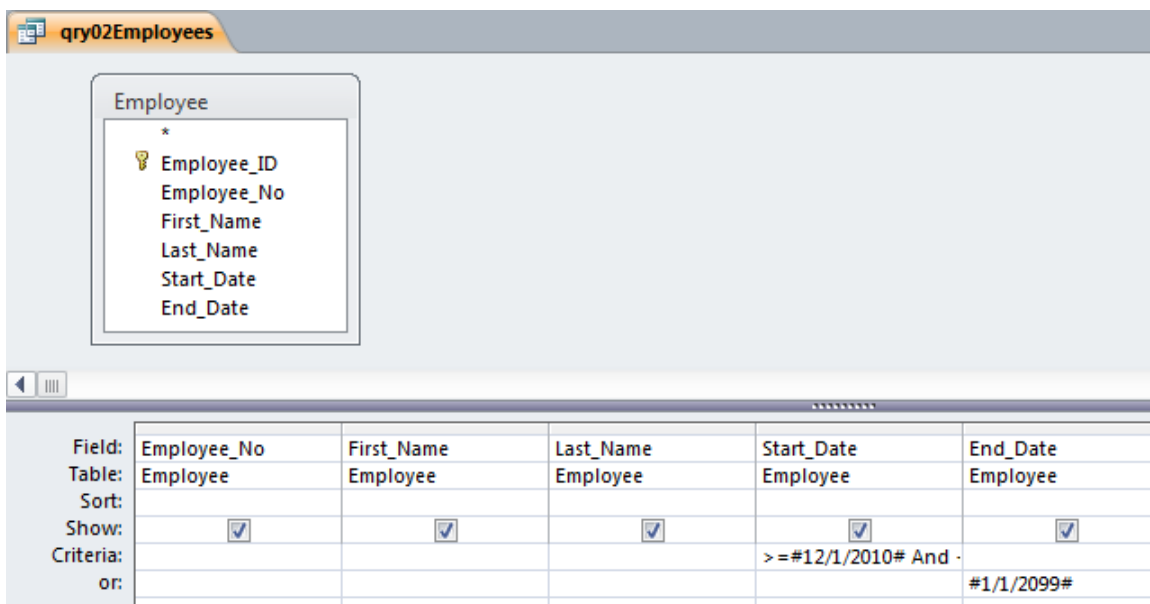 qry02Employees
Employee
*
Employee_ID
Employee_No
First_Name
Last_Name
Start_Date
End_Date
Field: Employee_No First_Name Last_Name Start_Date End_Date
Table: Employee Employee Employee Employee Employee
Sort:
Show:
Criteria: >=#12/1/2010# And
or: #1/1/2099#